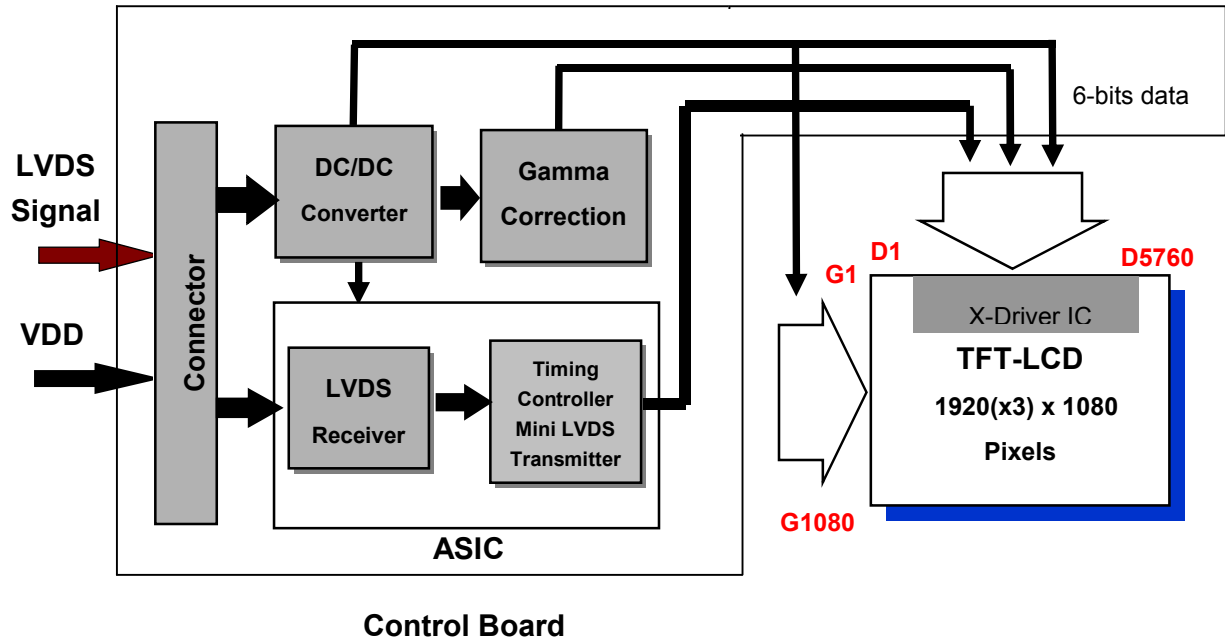 LVDS
Signal
VDD
Connector
DC/DC
Converter
Gamma
Correction
LVDS
Receiver
Timing
Controller
Mini LVDS
Transmitter
ASIC
6-bits data
D1
D5760
G1
X-Driver IC
TFT-LCD
1920(x3) x 1080
Pixels
G1080
Control Board